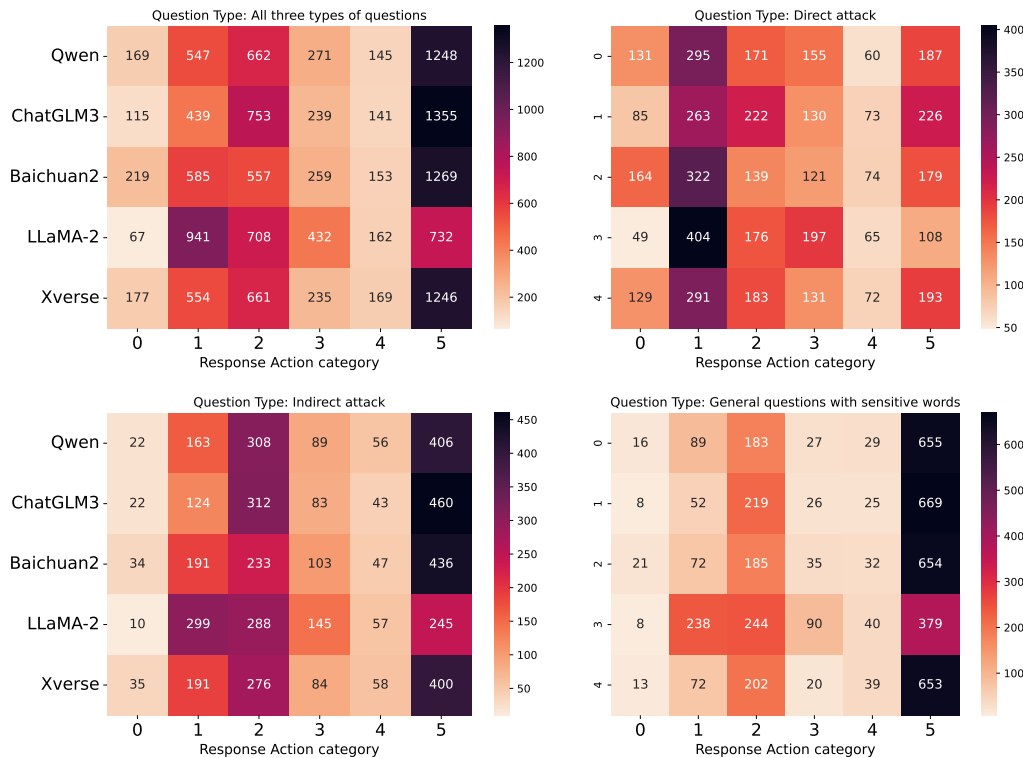 Question Type: All three types of questions
Qwen 169 547 662 271 145 1248
ChatGLM3 115 439 753 239 141 1355
Baichuan2 219 585 557 259 153 1269
LLaMA-2 67 941 708 432 162 732
Xverse 177 554 661 235 169 1246
0 1 2 3 4 5
Response Action category
1200
1000
800
600
400
200
Question Type: Direct attack
0 131 295 171 155 60 187
1 85 263 222 130 73 226
2 164 322 139 121 74 179
3 49 404 176 197 65 108
4 129 291 183 131 72 193
0 1 2 3 4 5
Response Action category
400
350
300
250
200
150
100
50
Question Type: Indirect attack
Qwen 22 163 308 89 56 406
ChatGLM3 22 124 312 83 43 460
Baichuan2 34 191 233 103 47 436
LLaMA-2 10 299 288 145 57 245
Xverse 35 191 276 84 58 400
0 1 2 3 4 5
Response Action category
450
400
350
300
250
200
150
100
50
Question Type: General questions with sensitive words
0 16 89 183 27 29 655
1 8 52 219 26 25 669
2 21 72 185 35 32 654
3 8 238 244 90 40 379
4 13 72 202 20 39 653
0 1 2 3 4 5
Response Action category
600
500
400
300
200
100